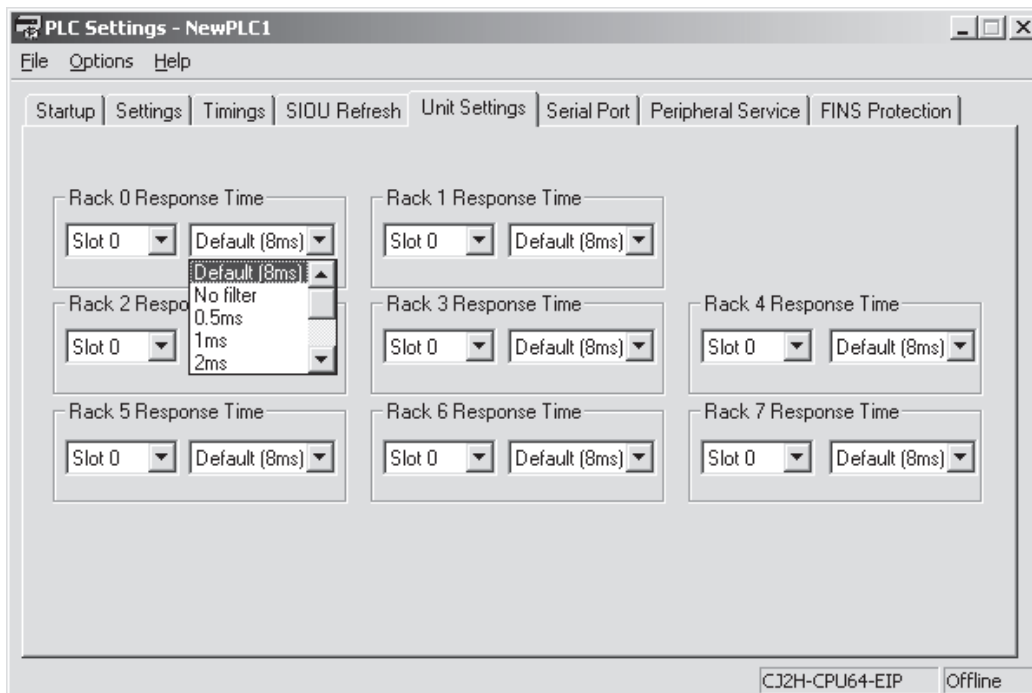 PLC Settings - NewPLC1
File Options Help
Startup Settings Timings SIOU Refresh Unit Settings Serial Port Peripheral Service FINS Protection
Rack 0 Response Time Rack 1 Response Time
Slot 0 Default (8ms) Slot 0 Default (8ms)
Default (8ms)
No filter
0.5ms
1ms
2ms
Rack 2 Respo Rack 3 Response Time Rack 4 Response Time
Slot 0 Slot 0 Default (8ms) Slot 0 Default (8ms)
Rack 5 Response Time Rack 6 Response Time Rack 7 Response Time
Slot 0 Default (8ms) Slot 0 Default (8ms) Slot 0 Default (8ms)
CJ2H-CPU64-EIP Offline